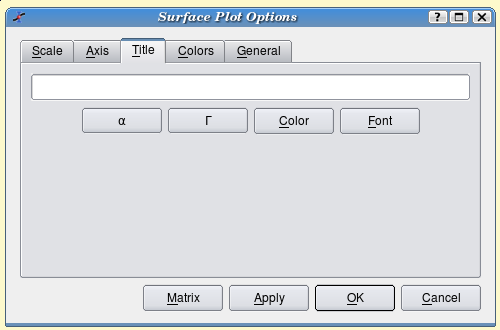 Surface Plot Options ?
Scale Axis Title Colors General
α Γ Color Font
Matrix Apply OK Cancel